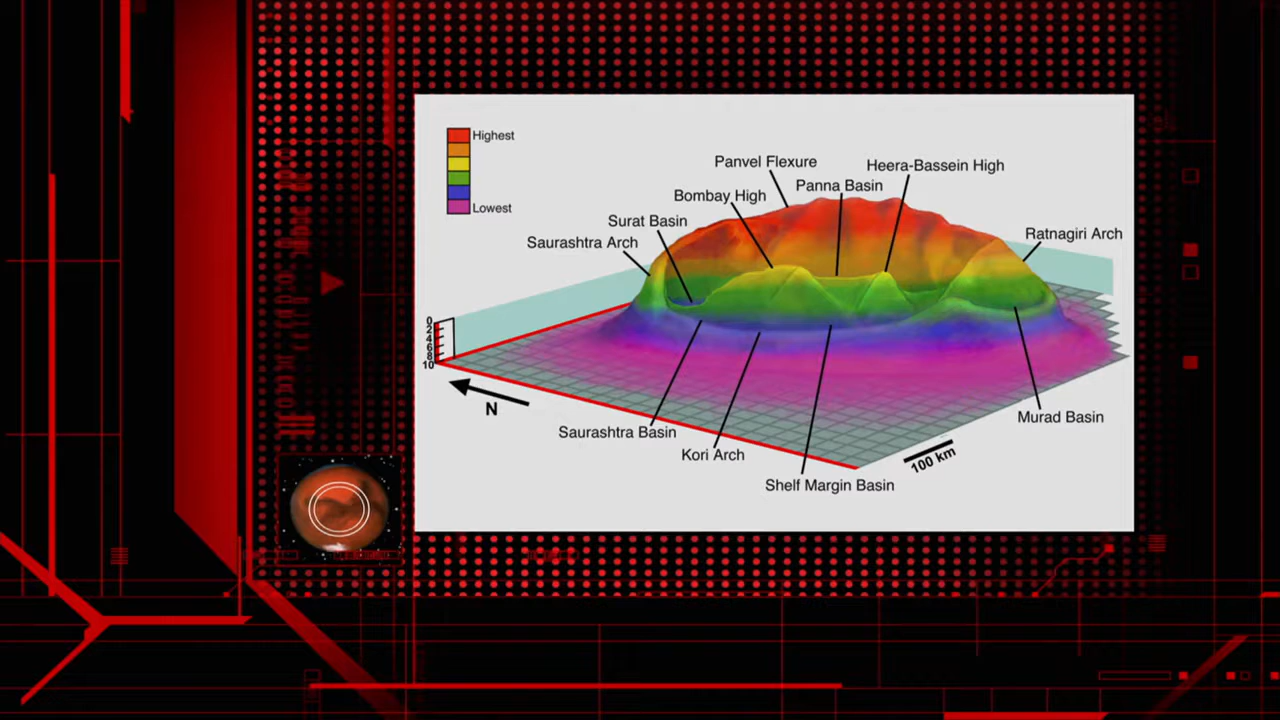 Highest
Lowest
Panvel Flexure
Heera-Bassein High
Panna Basin
Bombay High
Surat Basin
Saurashtra Arch
Ratnagiri Arch
0
2
4
6
8
10
N
Saurashtra Basin
Kori Arch
Shelf Margin Basin
Murad Basin
100 km